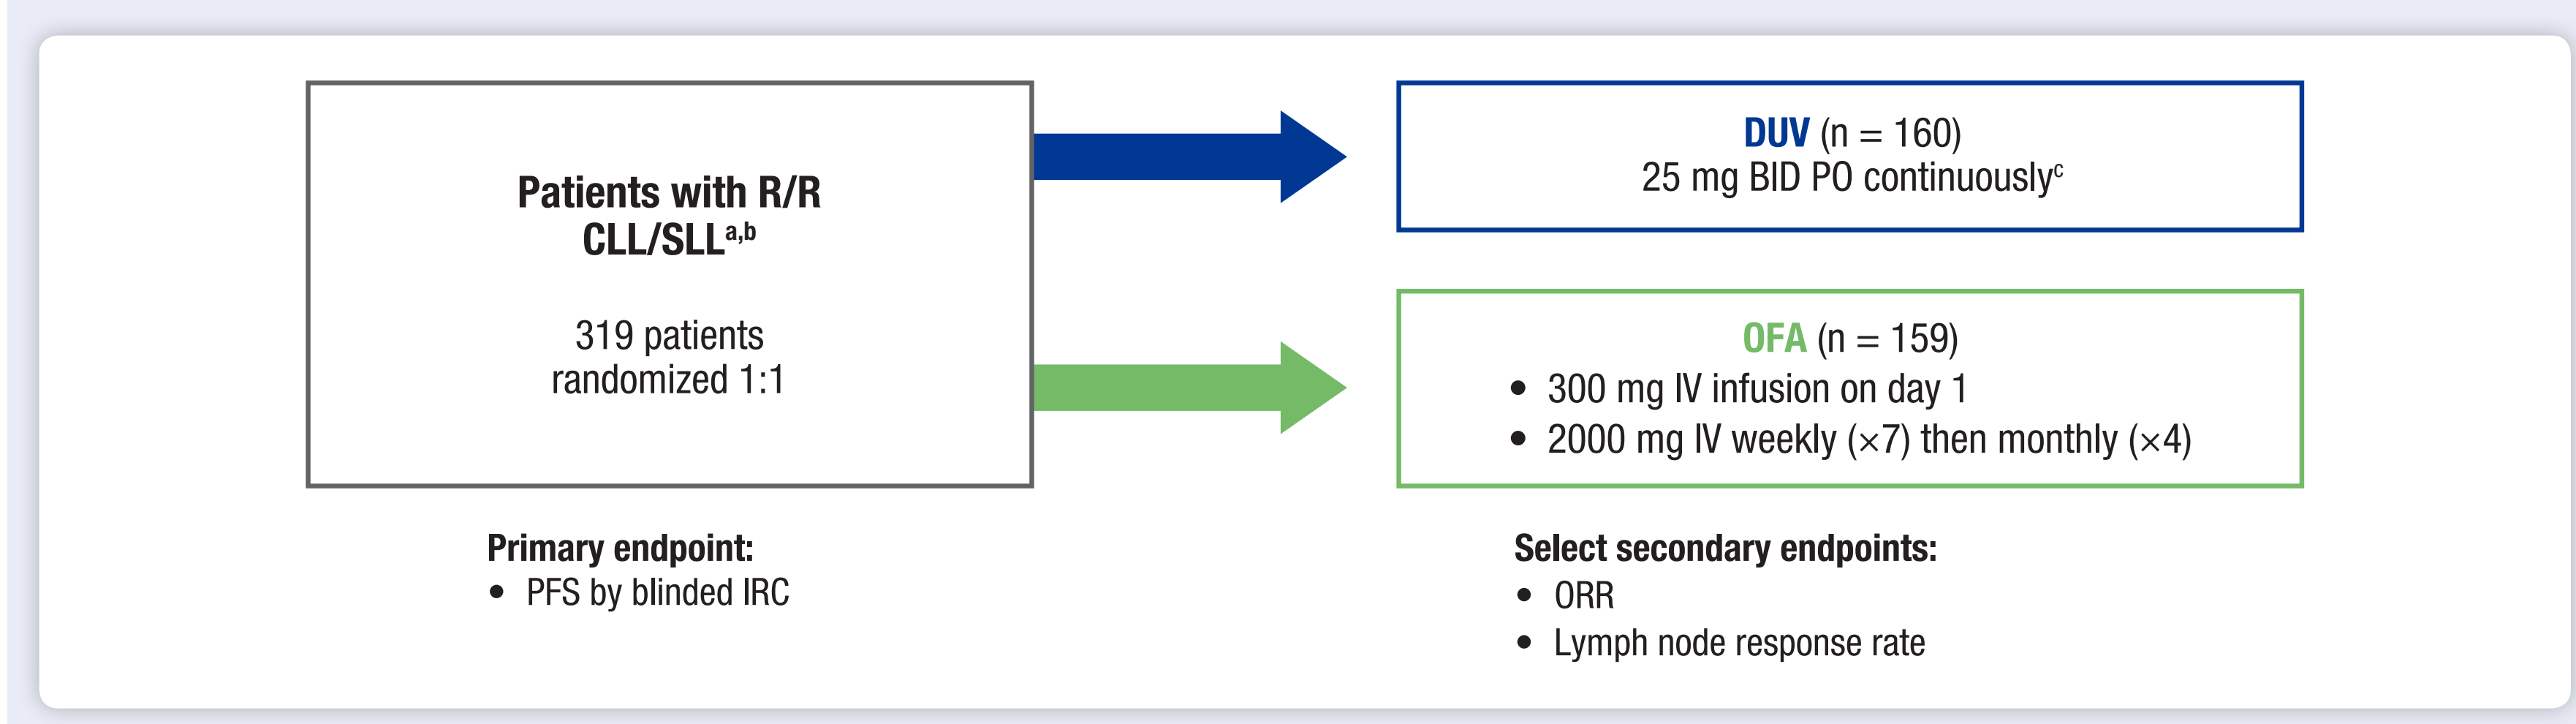 Patients with R/R
CLL/SLLa,b
319 patients
randomized 1:1
DUV (n = 160)
25 mg BID PO continuouslyc
OFA (n = 159)
• 300 mg IV infusion on day 1
• 2000 mg IV weekly (×7) then monthly (×4)
Primary endpoint:
• PFS by blinded IRC
Select secondary endpoints:
• ORR
• Lymph node response rate